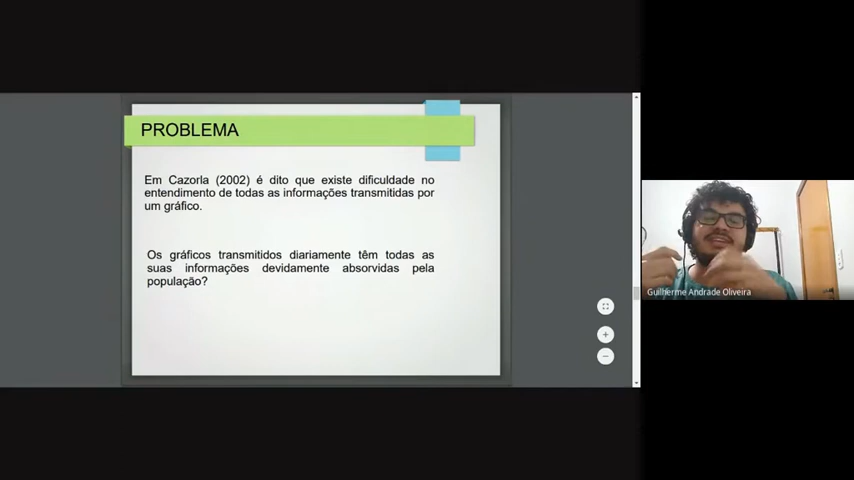 PROBLEMA
Em Cazorla (2002) é dito que existe dificuldade no
entendimento de todas as informações transmitidas por
um gráfico.
Os gráficos transmitidos diariamente têm todas as
suas informações devidamente absorvidas pela
população?
Guilherme Andrade Oliveira